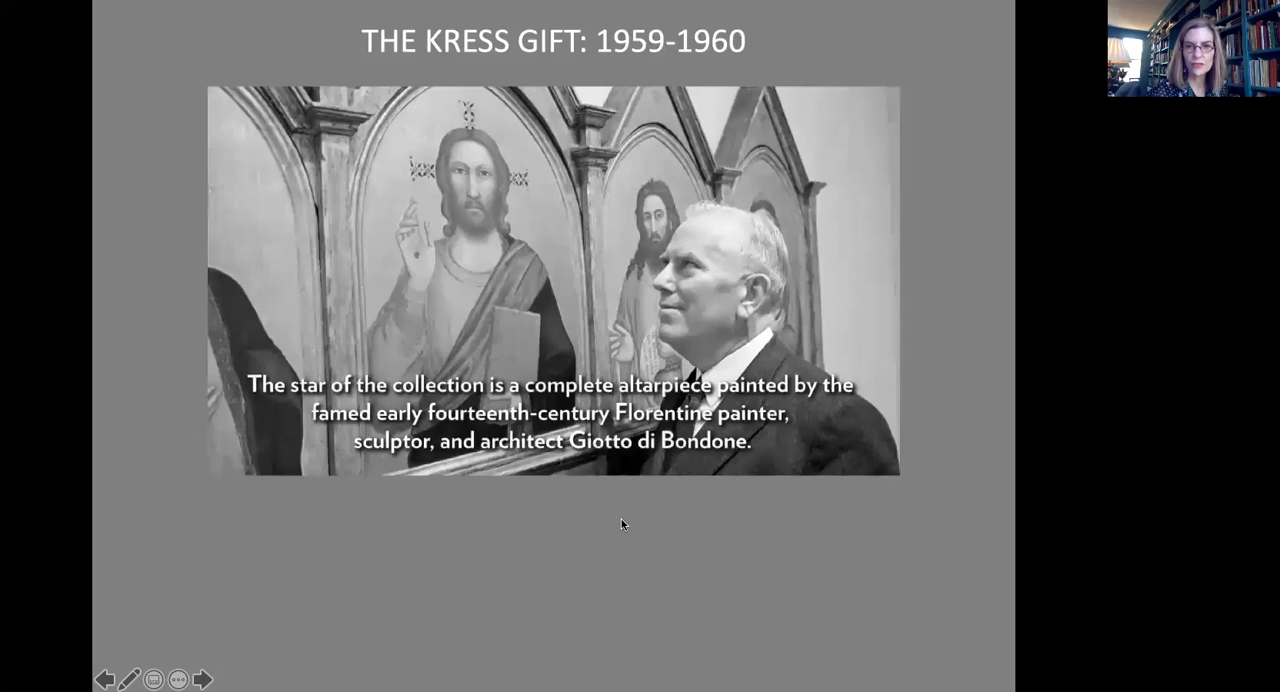 THE KRESS GIFT: 1959-1960
The star of the collection is a complete altarpiece painted by the
famed early fourteenth-century Florentine painter,
sculptor, and architect Giotto di Bondone.